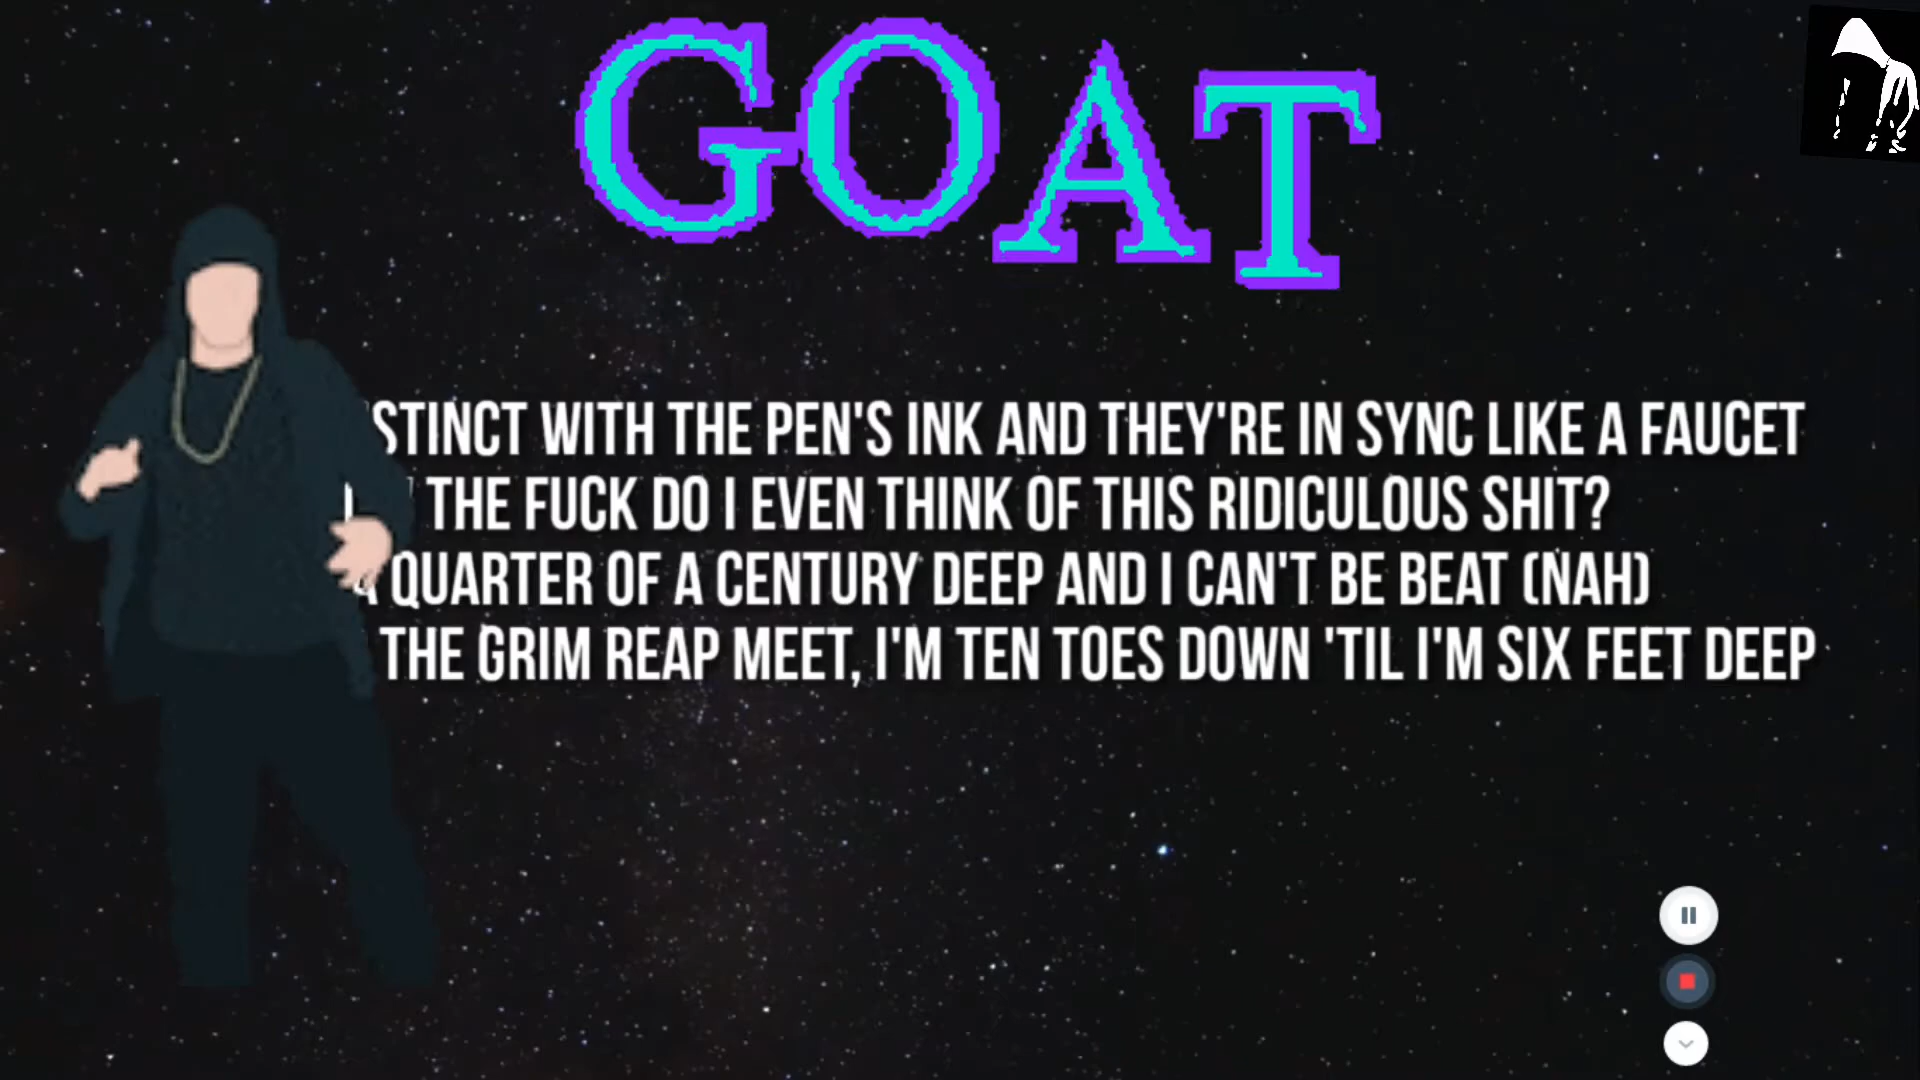 GOAT
STINCT WITH THE PEN'S INK AND THEY'RE IN SYNC LIKE A FAUCET
THE FUCK DO I EVEN THINK OF THIS RIDICULOUS SHIT?
QUARTER OF A CENTURY DEEP AND I CAN'T BE BEAT (NAH)
THE GRIM REAP MEET, I'M TEN TOES DOWN 'TIL I'M SIX FEET DEEP